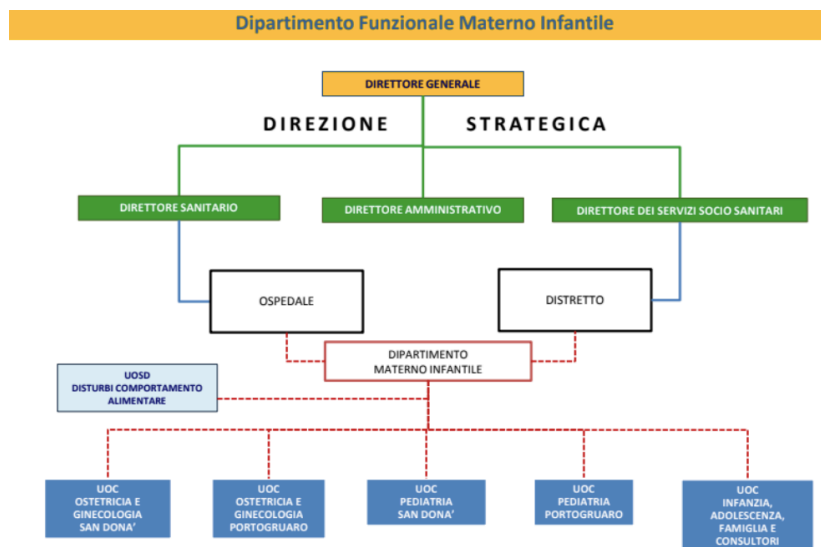 Dipartimento Funzionale Materno Infantile
DIRETTORE GENERALE
DIREZIONE STRATEGICA
DIRETTORE SANITARIO
DIRETTORE AMMINISTRATIVO
DIRETTORE DEI SERVIZI SOCIO SANITARI
OSPEDALE
DISTRETTO
DIPARTIMENTO
MATERNO INFANTILE
UOSD
DISTURBI COMPORTAMENTO
ALIMENTARE
UOC
OSTETRICIA E
GINECOLOGIA
SAN DONA'
UOC
OSTETRICIA E
GINECOLOGIA
PORTOGRUARO
UOC
PEDIATRIA
SAN DONA'
UOC
PEDIATRIA
PORTOGRUARO
UOC
INFANZIA,
ADOLESCENZA,
FAMIGLIA E
CONSULTORI